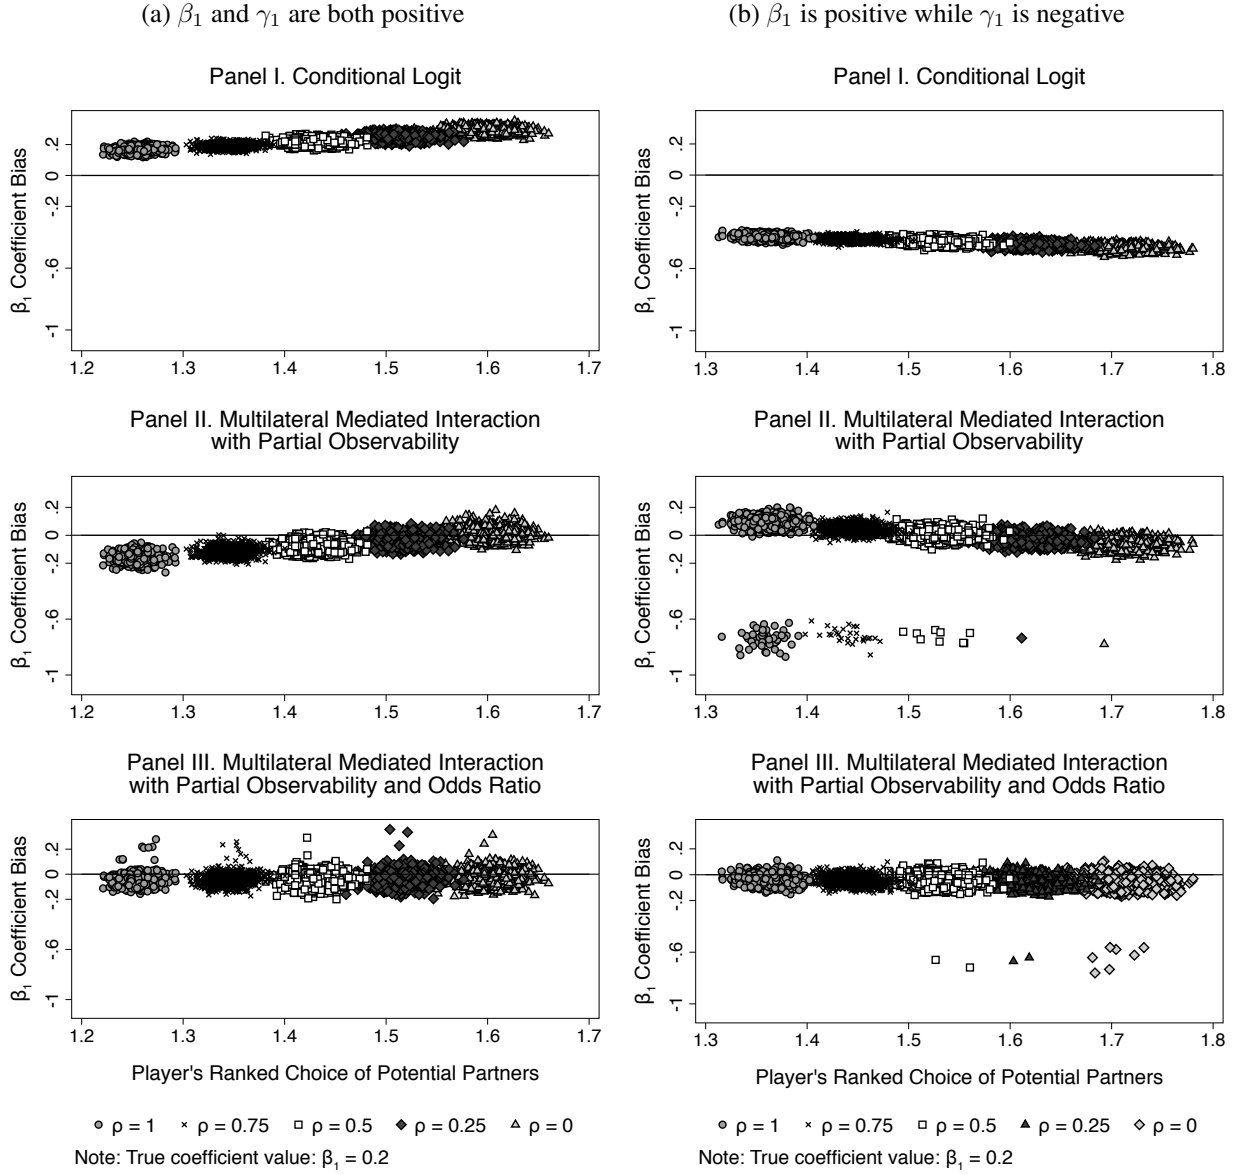 (a) β₁ and γ₁ are both positive
Panel I. Conditional Logit
β₁ Coefficient Bias
.2
0
-.2
-.6
-1
1.2 1.3 1.4 1.5 1.6 1.7
Panel II. Multilateral Mediated Interaction
with Partial Observability
β₁ Coefficient Bias
.2
0
-.2
-.6
-1
1.2 1.3 1.4 1.5 1.6 1.7
Panel III. Multilateral Mediated Interaction
with Partial Observability and Odds Ratio
β₁ Coefficient Bias
.2
0
-.2
-.6
-1
1.2 1.3 1.4 1.5 1.6 1.7
Player's Ranked Choice of Potential Partners
ρ = 1 ρ = 0.75 ρ = 0.5 ρ = 0.25 ρ = 0
Note: True coefficient value: β₁ = 0.2
(b) β₁ is positive while γ₁ is negative
Panel I. Conditional Logit
β₁ Coefficient Bias
.2
0
-.2
-.6
-1
1.3 1.4 1.5 1.6 1.7 1.8
Panel II. Multilateral Mediated Interaction
with Partial Observability
β₁ Coefficient Bias
.2
0
-.2
-.6
-1
1.3 1.4 1.5 1.6 1.7 1.8
Panel III. Multilateral Mediated Interaction
with Partial Observability and Odds Ratio
β₁ Coefficient Bias
.2
0
-.2
-.6
-1
1.3 1.4 1.5 1.6 1.7 1.8
Player's Ranked Choice of Potential Partners
ρ = 1 ρ = 0.75 ρ = 0.5 ρ = 0.25 ρ = 0
Note: True coefficient value: β₁ = 0.2